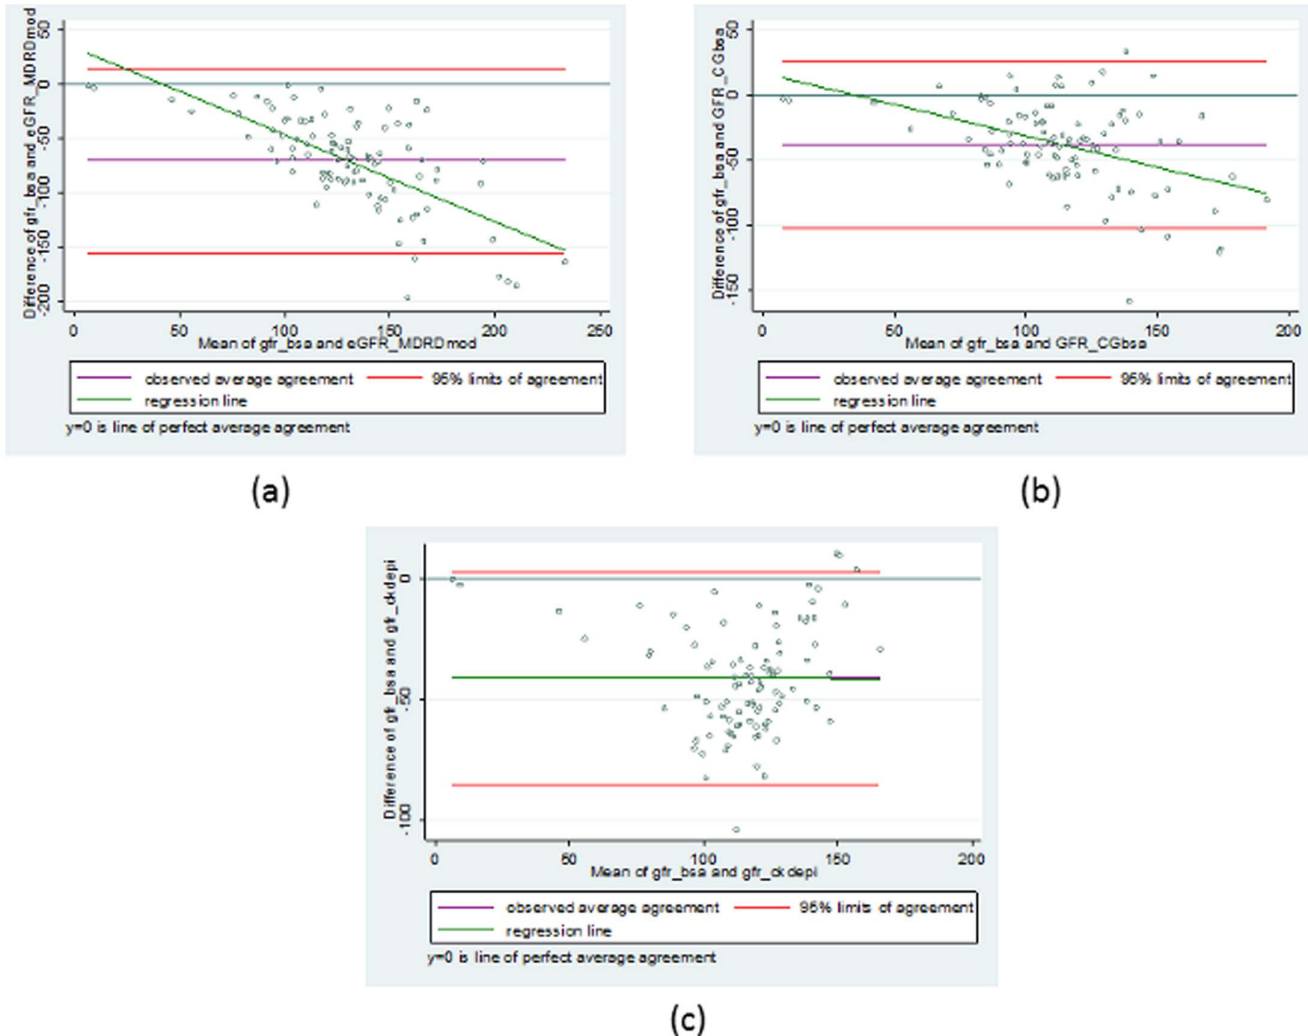 Difference of gfr_bsa and eGFR_MDRDmod
50
0
-50
-100
-150
-200
0 50 100 150 200 250
Mean of gfr_bsa and eGFR_MDRDmod
observed average agreement 95% limits of agreement
regression line
y=0 is line of perfect average agreement
(a)
Difference of gfr_bsa and GFR_CGbsa
50
0
-50
-100
-150
0 50 100 150 200
Mean of gfr_bsa and GFR_CGbsa
observed average agreement 95% limits of agreement
regression line
y=0 is line of perfect average agreement
(b)
Difference of gfr_bsa and gfr_ckdepi
0
-50
-100
0 50 100 150 200
Mean of gfr_bsa and gfr_ckdepi
observed average agreement 95% limits of agreement
regression line
y=0 is line of perfect average agreement
(c)